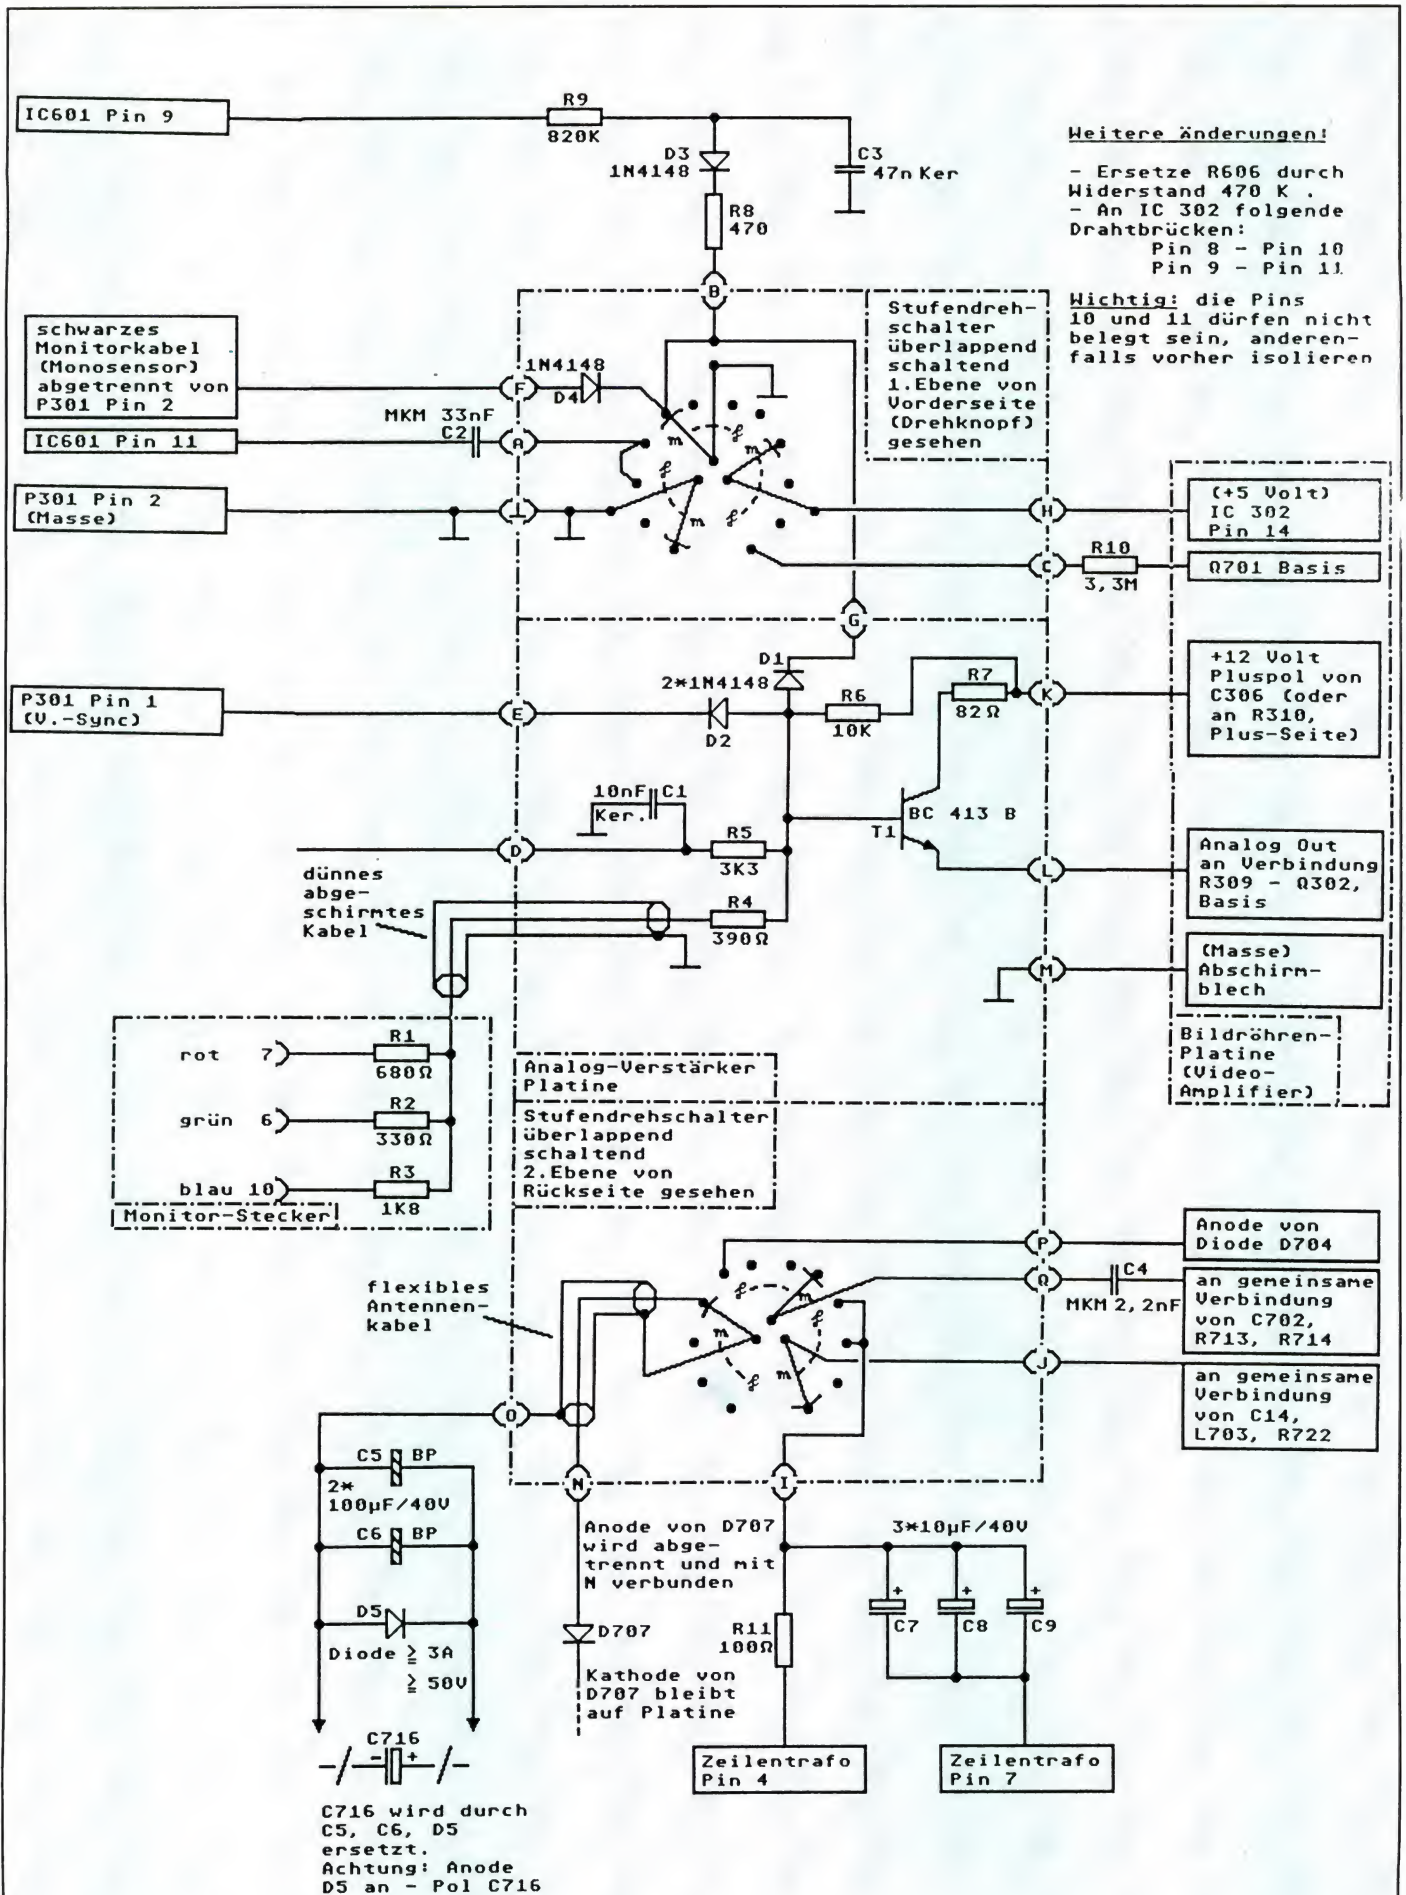 IC601 Pin 9
R9
820K
D3
1N4148
C3
47n Ker
R8
470
Weitere Änderungen!
- Ersetze R606 durch
Widerstand 470 K .
- An IC 302 folgende
Drahtbrücken:
Pin 8 - Pin 10
Pin 9 - Pin 11
Wichtig: die Pins
10 und 11 dürfen nicht
belegt sein, anderen-
falls vorher isolieren
B
schwarzes
Monitorkabel
(Monosensor)
abgetrennt von
P301 Pin 2
1N4148
F
D4
MKM 33nF
C2
A
IC601 Pin 11
P301 Pin 2
(Masse)
Stufendreh-
schalter
überlappend
schaltend
1.Ebene von
Vorderseite
(Drehknopf)
gesehen
m
f
m
f
m
f
H
(+5 Volt)
IC 302
Pin 14
C
R10
3,3M
Q701 Basis
G
D1
2*1N4148
P301 Pin 1
(V.-Sync)
E
D2
R6
10K
R7
82Ω
K
+12 Volt
Pluspol von
C306 (oder
an R310,
Plus-Seite)
10nF
C1
Ker.
BC 413 B
T1
D
R5
3K3
L
Analog Out
an Verbindung
R309 - Q302,
Basis
dünnes
abge-
schirmtes
Kabel
R4
390Ω
M
(Masse)
Abschirm-
blech
Bildröhren-
Platine
(Video-
Amplifier)
rot 7
R1
680Ω
grün 6
R2
330Ω
blau 10
R3
1K8
Monitor-Stecker
Analog-Verstärker
Platine
Stufendrehschalter
überlappend
schaltend
2.Ebene von
Rückseite gesehen
P
Anode von
Diode D704
Q
C4
MKM 2,2nF
an gemeinsame
Verbindung
von C702,
R713, R714
flexibles
Antennen-
kabel
f
m
m
f
m
f
J
an gemeinsame
Verbindung
von C14,
L703, R722
O
C5 BP
2*
100µF/40V
C6 BP
N
I
Anode von D707
wird abge-
trennt und mit
N verbunden
3*10µF/40V
+
+
+
C7
C8
C9
D5
Diode ≧ 3A
≧ 50V
D707
R11
100Ω
Kathode von
D707 bleibt
auf Platine
C716
- +
Zeilentrafo
Pin 4
Zeilentrafo
Pin 7
C716 wird durch
C5, C6, D5
ersetzt.
Achtung: Anode
D5 an - Pol C716